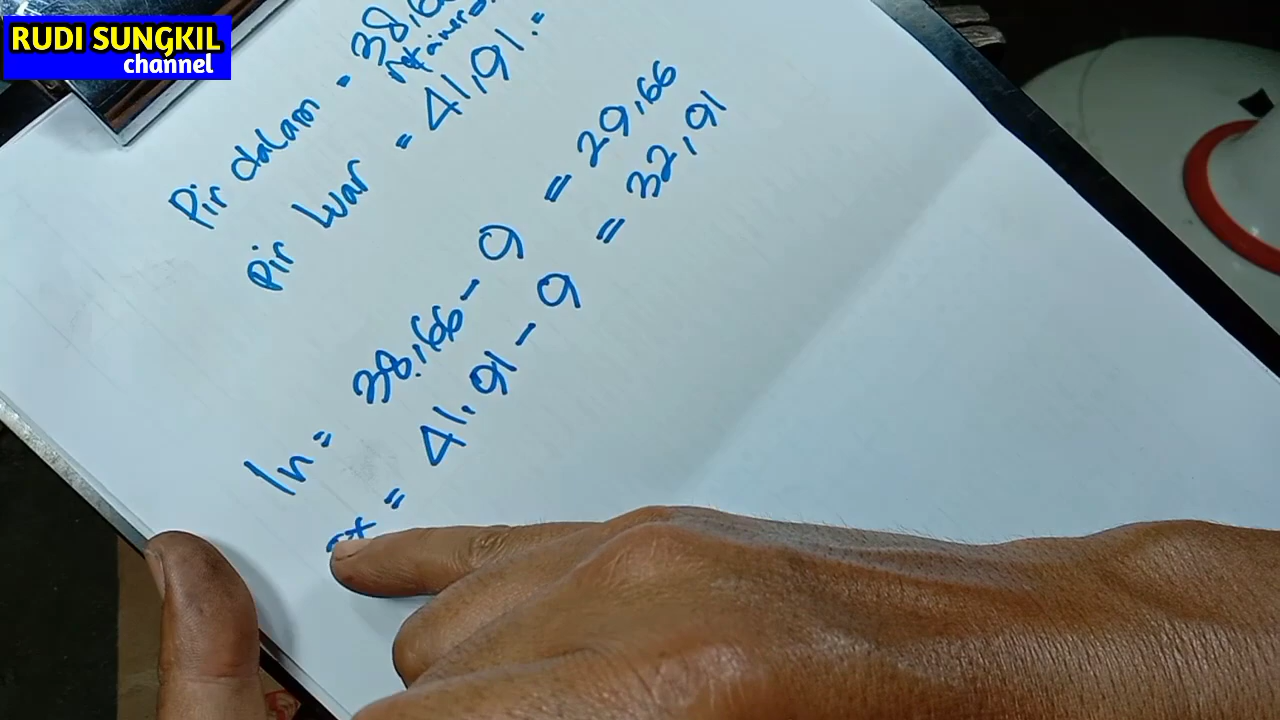 RUDI SUNGKIL
channel
Pir dalam = 38,6
Pir luar = 41,91
In = 38,66 - 9 = 29,66
= 41,91 - 9 = 32,91